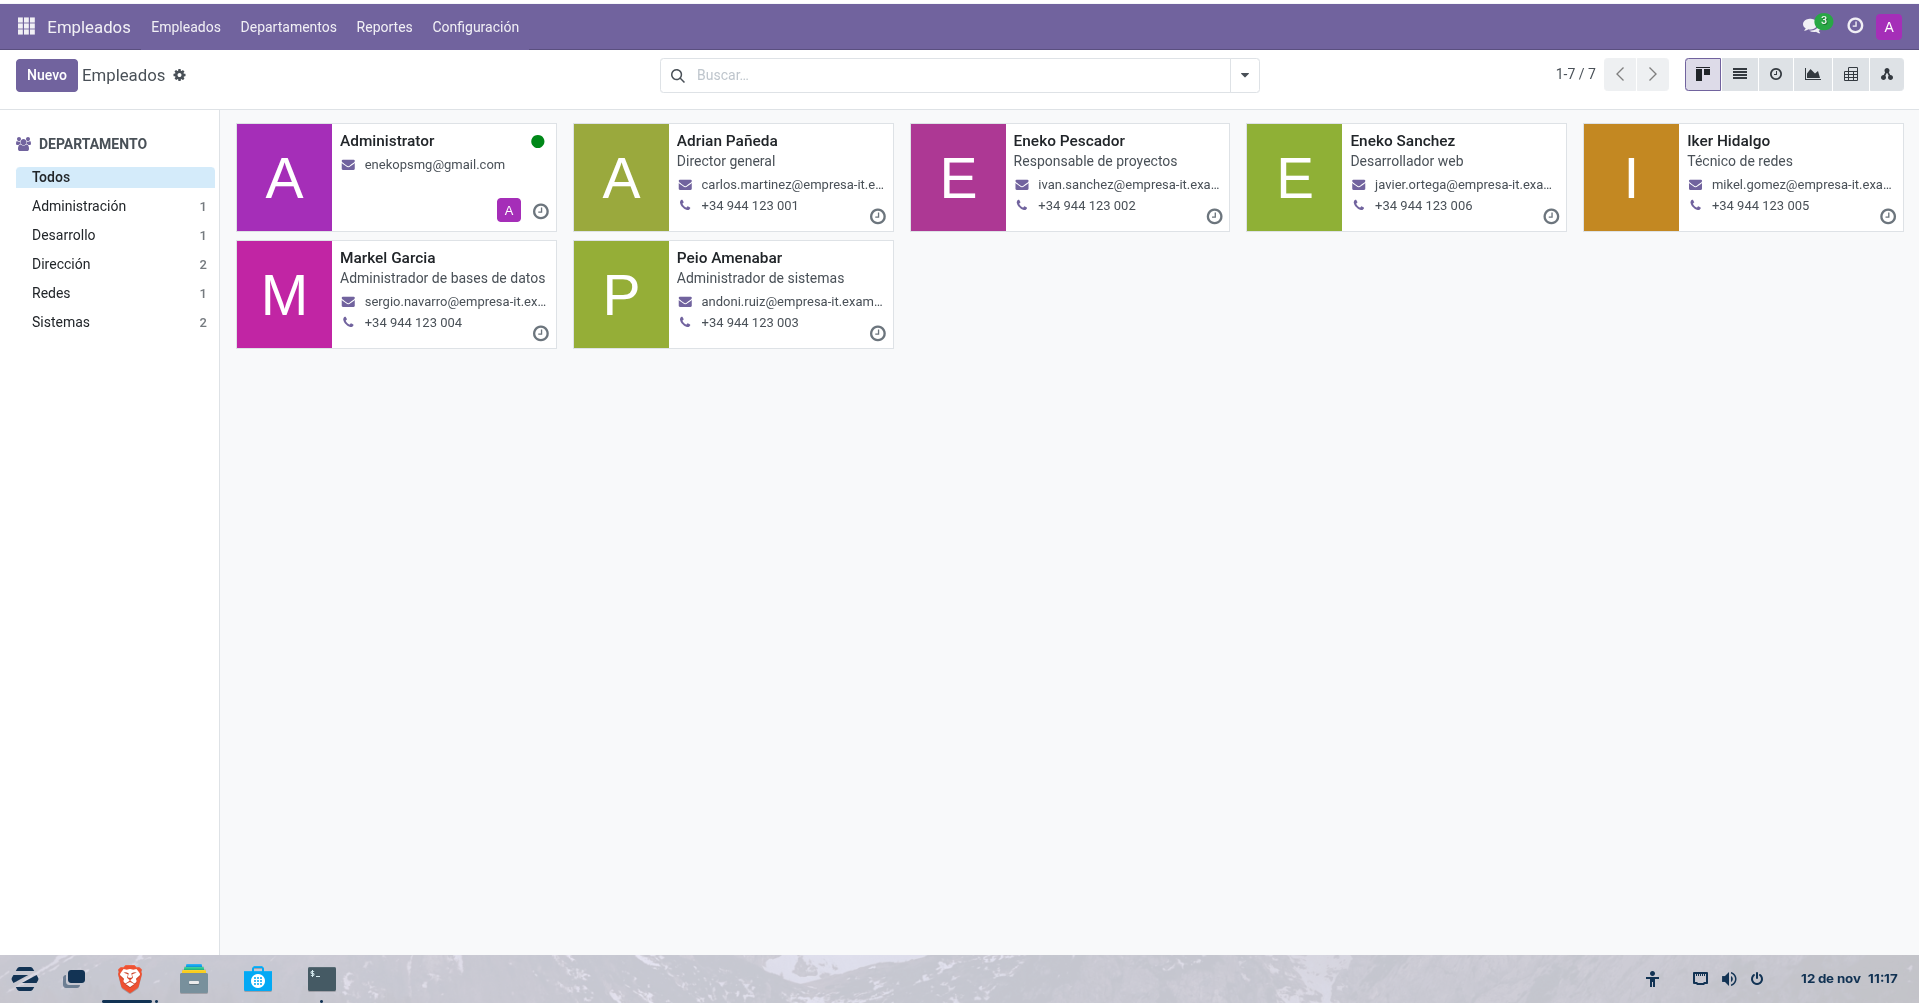 Empleados Empleados Departamentos Reportes Configuración 3 A
Nuevo Empleados Buscar... 1-7 / 7
DEPARTAMENTO
Todos
Administración 1
Desarrollo 1
Dirección 2
Redes 1
Sistemas 2
A
Administrator
enekopsmg@gmail.com
A
A
Adrian Pañeda
Director general
carlos.martinez@empresa-it.e...
+34 944 123 001
E
Eneko Pescador
Responsable de proyectos
ivan.sanchez@empresa-it.exa...
+34 944 123 002
E
Eneko Sanchez
Desarrollador web
javier.ortega@empresa-it.exa...
+34 944 123 006
I
Iker Hidalgo
Técnico de redes
mikel.gomez@empresa-it.exa...
+34 944 123 005
M
Markel Garcia
Administrador de bases de datos
sergio.navarro@empresa-it.ex...
+34 944 123 004
P
Peio Amenabar
Administrador de sistemas
andoni.ruiz@empresa-it.exam...
+34 944 123 003
$_
12 de nov 11:17